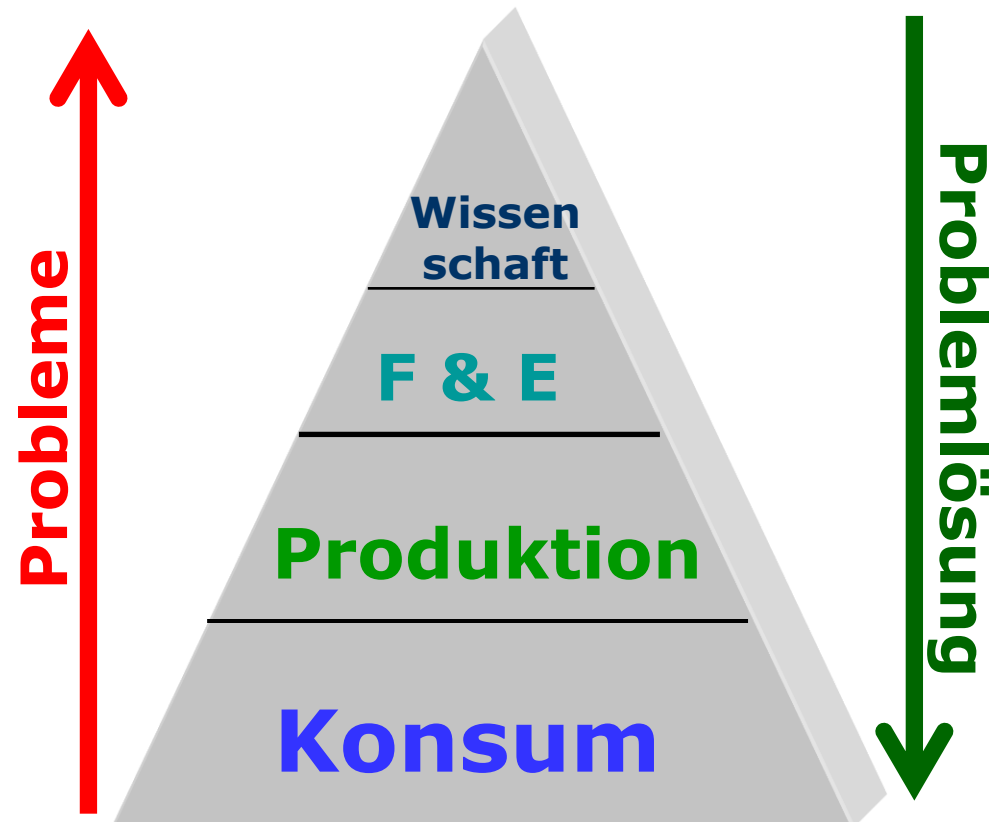 Probleme
Wissen
schaft
F & E
Produktion
Konsum
Problemlösung